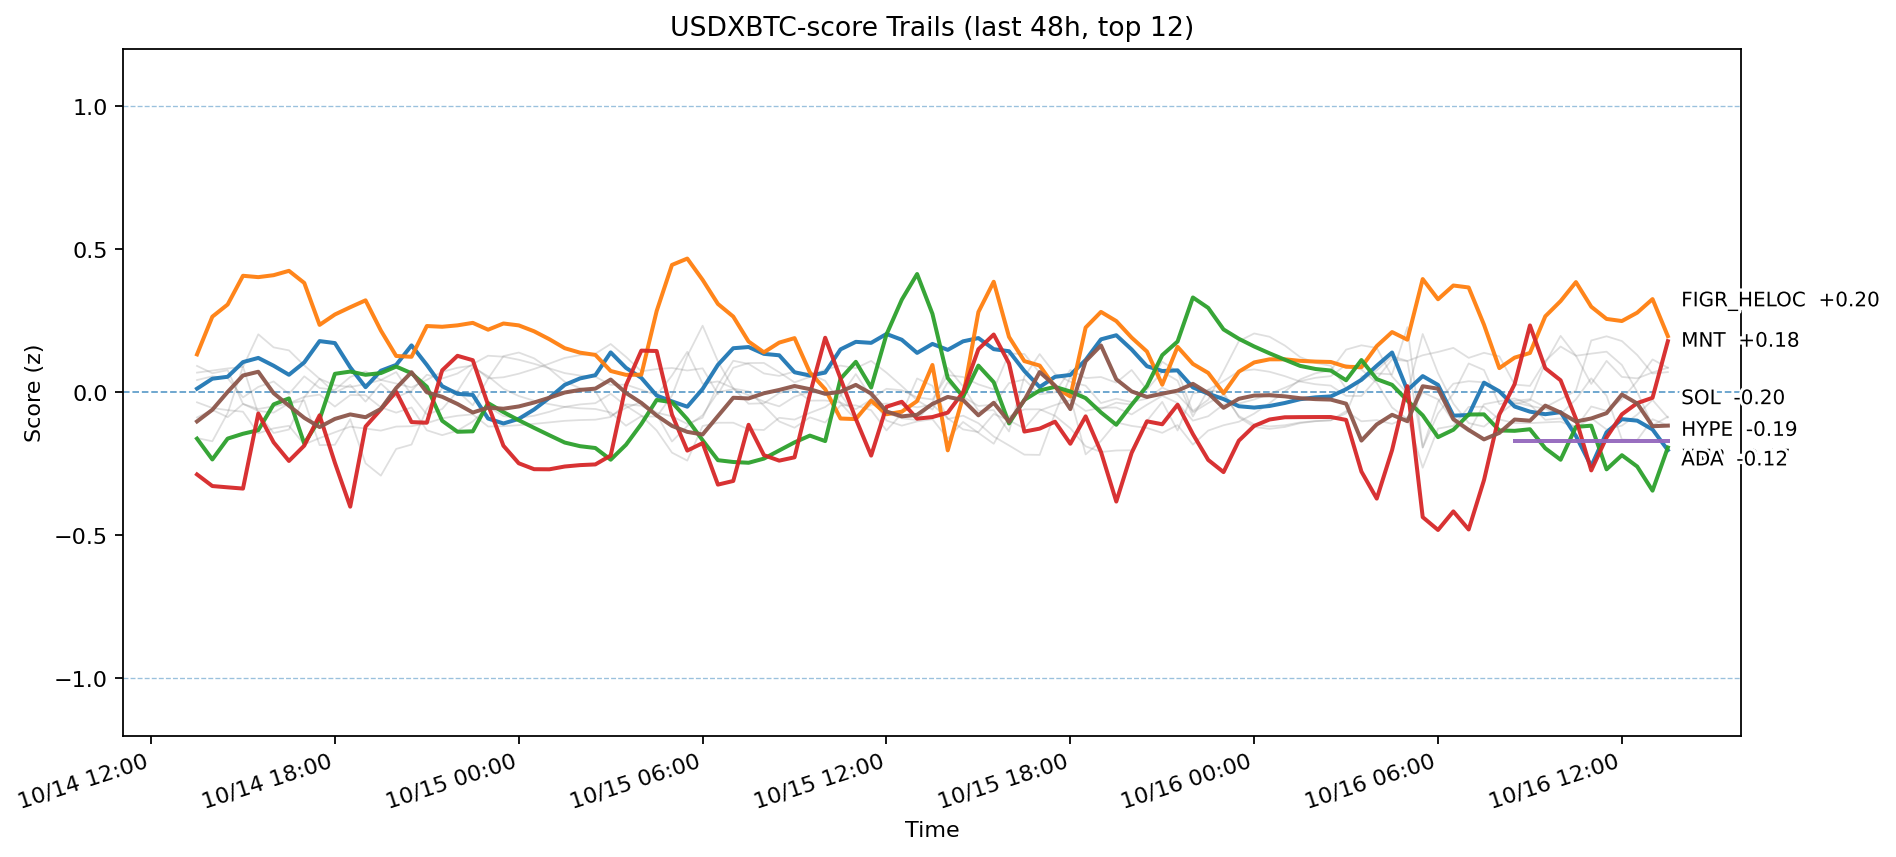 USDXBTC-score Trails (last 48h, top 12)
Score (z)
1.0
0.5
0.0
−0.5
−1.0
FIGR_HELOC +0.20
MNT +0.18
SOL -0.20
HYPE -0.19
ADA -0.12
10/14 12:00
10/14 18:00
10/15 00:00
10/15 06:00
10/15 12:00
10/15 18:00
10/16 00:00
10/16 06:00
10/16 12:00
Time